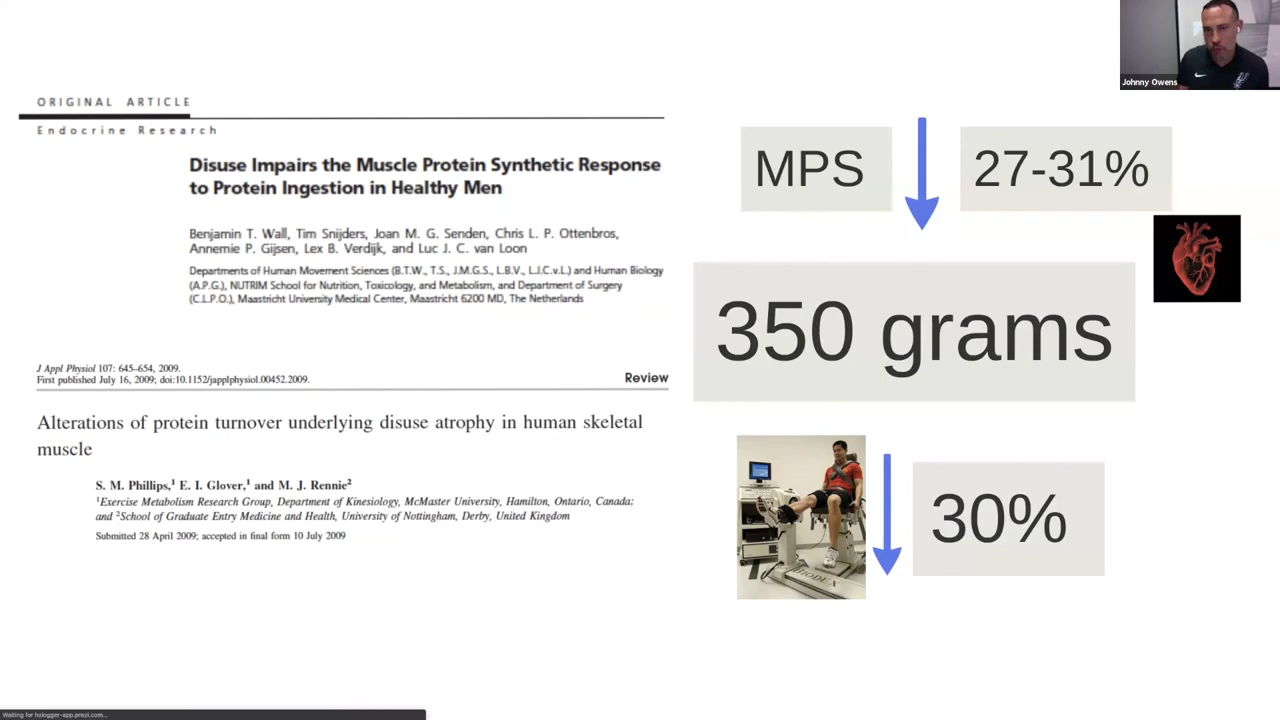 Johnny Owens
ORIGINAL ARTICLE
Endocrine Research
Disuse Impairs the Muscle Protein Synthetic Response
to Protein Ingestion in Healthy Men
Benjamin T. Wall, Tim Snijders, Joan M. G. Senden, Chris L. P. Ottenbros,
Annemie P. Gijsen, Lex B. Verdijk, and Luc J. C. van Loon
Departments of Human Movement Sciences (B.T.W., T.S., J.M.G.S., L.B.V., L.J.C.v.L.) and Human Biology
(A.P.G.), NUTRIM School for Nutrition, Toxicology, and Metabolism, and Department of Surgery
(C.L.P.O.), Maastricht University Medical Center, Maastricht 6200 MD, The Netherlands
J Appl Physiol 107: 645–654, 2009.
First published July 16, 2009; doi:10.1152/japplphysiol.00452.2009.
Review
Alterations of protein turnover underlying disuse atrophy in human skeletal
muscle
S. M. Phillips,¹ E. I. Glover,¹ and M. J. Rennie²
¹Exercise Metabolism Research Group, Department of Kinesiology, McMaster University, Hamilton, Ontario, Canada;
and ²School of Graduate Entry Medicine and Health, University of Nottingham, Derby, United Kingdom
Submitted 28 April 2009; accepted in final form 10 July 2009
MPS
27-31%
350 grams
30%
BIODEX
Waiting for halogger-app.prezi.com...